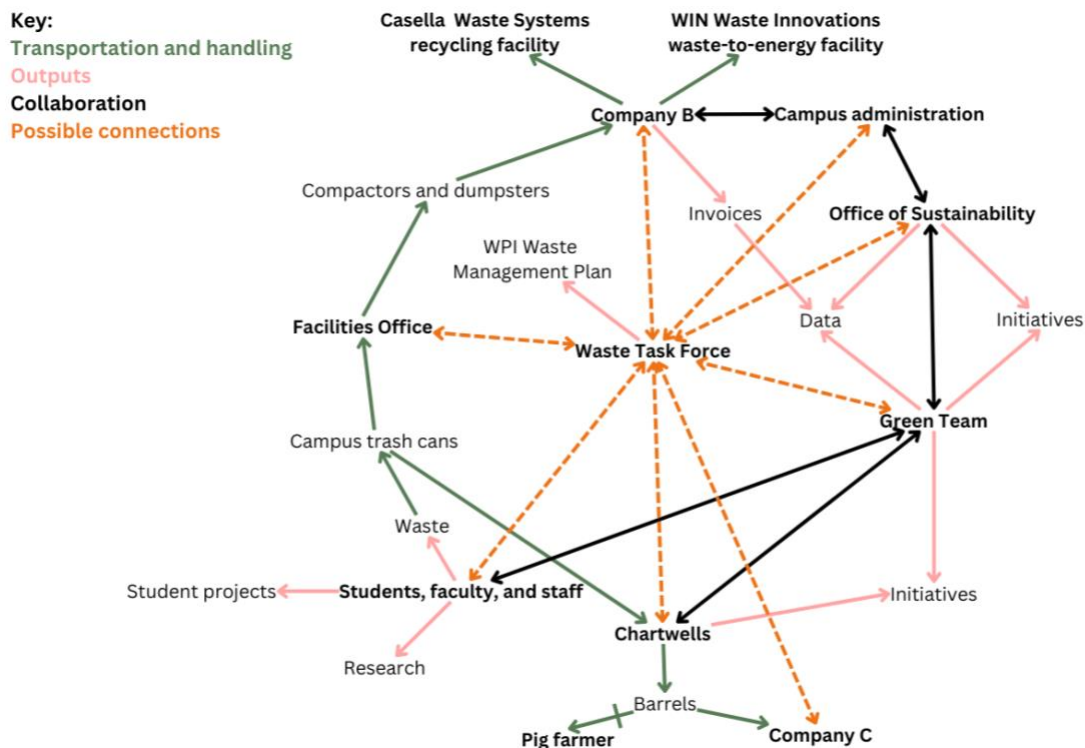 Key:
Transportation and handling
Outputs
Collaboration
Possible connections
Casella Waste Systems
recycling facility
WIN Waste Innovations
waste-to-energy facility
Company B
Campus administration
Compactors and dumpsters
Invoices
Office of Sustainability
WPI Waste
Management Plan
Facilities Office
Data
Initiatives
Waste Task Force
Green Team
Campus trash cans
Waste
Student projects
Students, faculty, and staff
Initiatives
Chartwells
Research
Barrels
Pig farmer
Company C